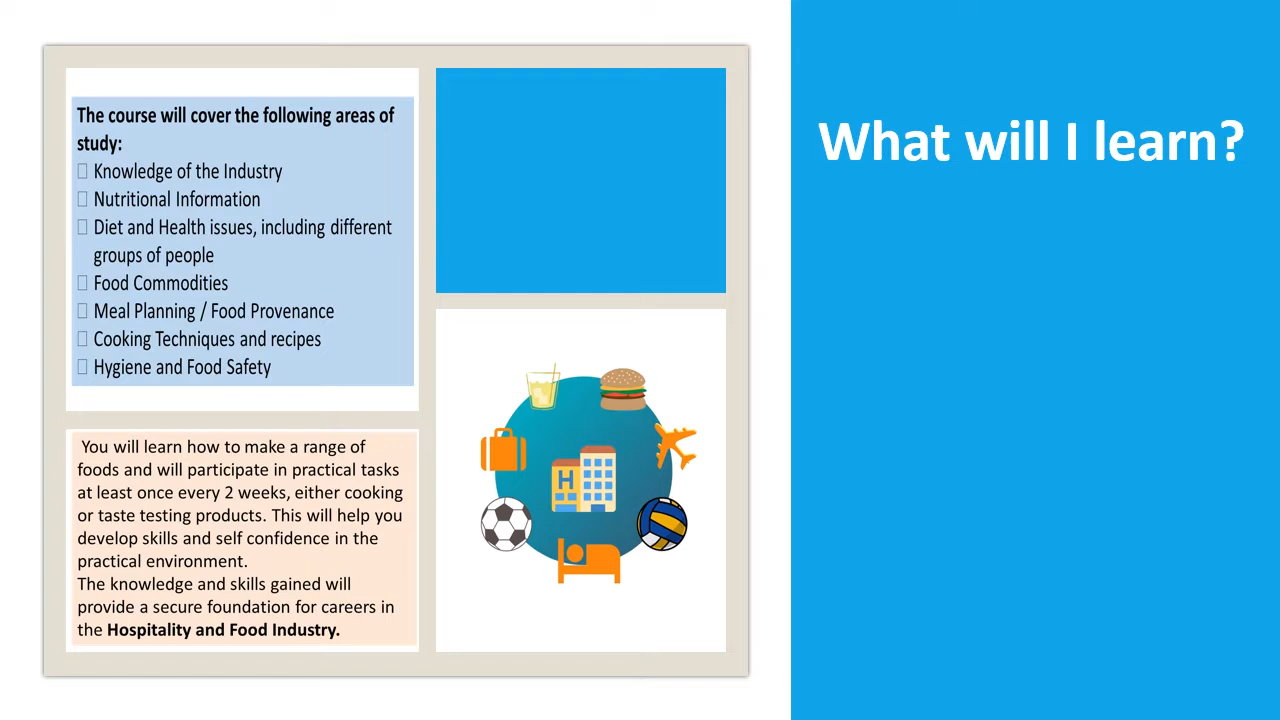 The course will cover the following areas of
study:
Knowledge of the Industry
Nutritional Information
Diet and Health issues, including different
groups of people
Food Commodities
Meal Planning / Food Provenance
Cooking Techniques and recipes
Hygiene and Food Safety
You will learn how to make a range of
foods and will participate in practical tasks
at least once every 2 weeks, either cooking
or taste testing products. This will help you
develop skills and self confidence in the
practical environment.
The knowledge and skills gained will
provide a secure foundation for careers in
the Hospitality and Food Industry.
H
What will I learn?